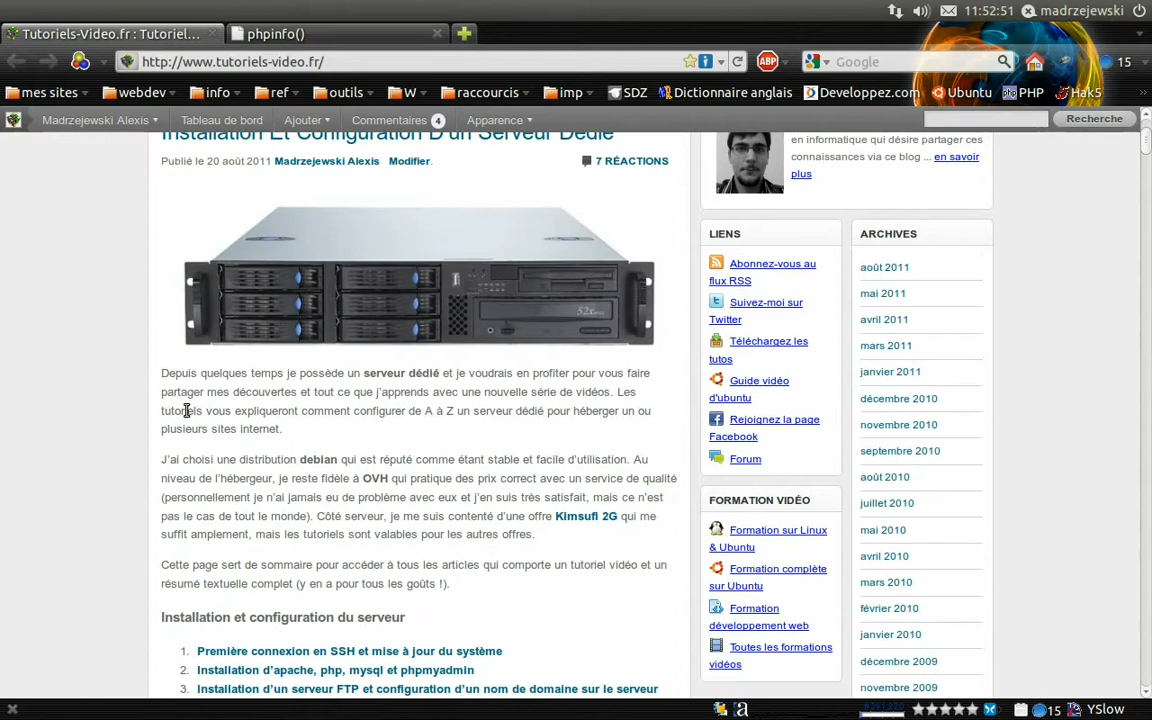 11:52:51 madrzejewski
Tutoriels-Video.fr : Tutoriel... phpinfo()
http://www.tutoriels-video.fr/ ABP Google 15
mes sites webdev info ref outils W raccourcis imp SDZ Dictionnaire anglais Developpez.com Ubuntu PHP Hak5
Madrzejewski Alexis Tableau de bord Ajouter Commentaires 4 Apparence Recherche
Installation Et Configuration D'un Serveur Dédié
Publié le 20 août 2011 Madrzejewski Alexis Modifier. 7 RÉACTIONS
52x
Depuis quelques temps je possède un serveur dédié et je voudrais en profiter pour vous faire
partager mes découvertes et tout ce que j'apprends avec une nouvelle série de vidéos. Les
tutoriels vous expliqueront comment configurer de A à Z un serveur dédié pour héberger un ou
plusieurs sites internet.
J'ai choisi une distribution debian qui est réputé comme étant stable et facile d'utilisation. Au
niveau de l'hébergeur, je reste fidèle à OVH qui pratique des prix correct avec un service de qualité
(personnellement je n'ai jamais eu de problème avec eux et j'en suis très satisfait, mais ce n'est
pas le cas de tout le monde). Côté serveur, je me suis contenté d'une offre Kimsufi 2G qui me
suffit amplement, mais les tutoriels sont valables pour les autres offres.
Cette page sert de sommaire pour accéder à tous les articles qui comporte un tutoriel vidéo et un
résumé textuelle complet (y en a pour tous les goûts !).
Installation et configuration du serveur
1. Première connexion en SSH et mise à jour du système
2. Installation d'apache, php, mysql et phpmyadmin
3. Installation d'un serveur FTP et configuration d'un nom de domaine sur le serveur
en informatique qui désire partager ces
connaissances via ce blog ... en savoir
plus
LIENS
Abonnez-vous au
flux RSS
Suivez-moi sur
Twitter
Téléchargez les
tutos
Guide vidéo
d'ubuntu
Rejoignez la page
Facebook
Forum
FORMATION VIDÉO
Formation sur Linux
& Ubuntu
Formation complète
sur Ubuntu
Formation
développement web
Toutes les formations
vidéos
ARCHIVES
août 2011
mai 2011
avril 2011
mars 2011
janvier 2011
décembre 2010
novembre 2010
septembre 2010
août 2010
juillet 2010
mai 2010
avril 2010
mars 2010
février 2010
janvier 2010
décembre 2009
novembre 2009
15 YSlow